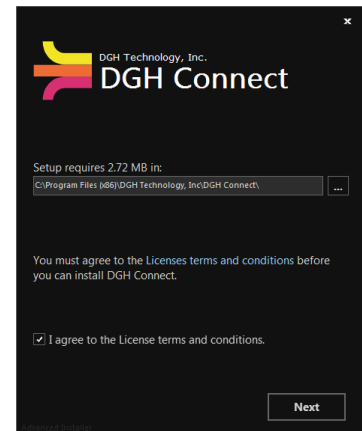 x
DGH Technology, Inc.
DGH Connect
Setup requires 2.72 MB in:
C:\Program Files (x86)\DGH Technology, Inc\DGH Connect\
...
You must agree to the Licenses terms and conditions before
you can install DGH Connect.
I agree to the License terms and conditions.
Next
Advanced Installer